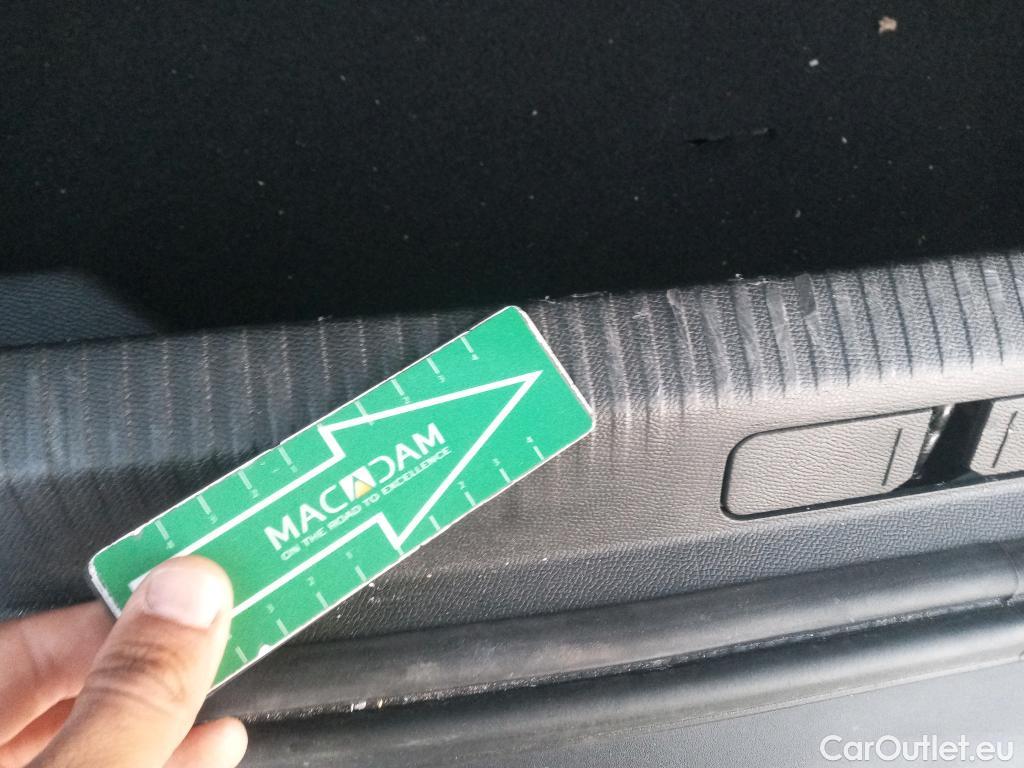 MACADAM
ON THE ROAD TO EXCELLENCE
CarOutlet.eu